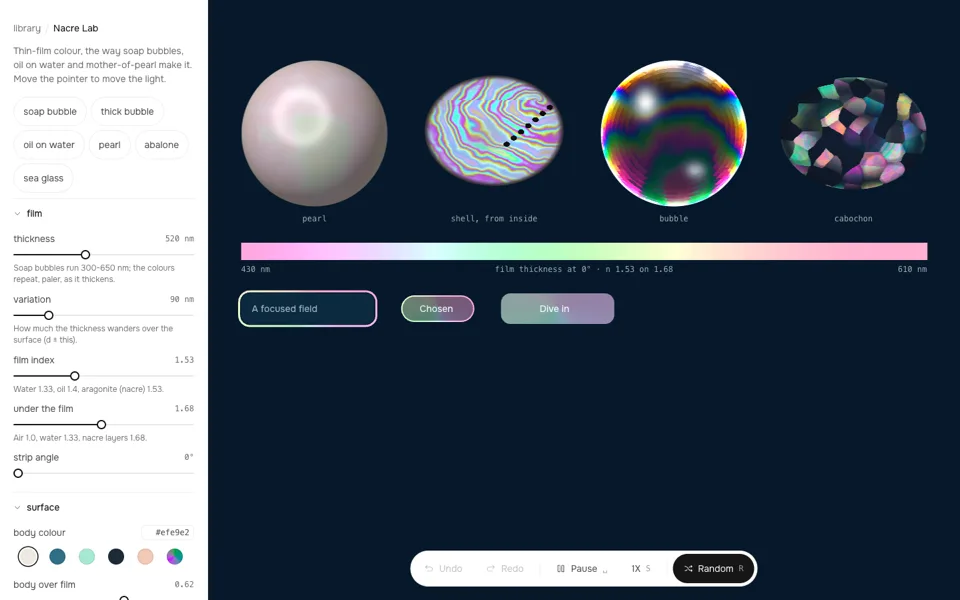 library / Nacre Lab
Thin-film colour, the way soap bubbles,
oil on water and mother-of-pearl make it.
Move the pointer to move the light.
soap bubble
thick bubble
oil on water
pearl
abalone
sea glass
film
thickness 520 nm
Soap bubbles run 300-650 nm; the colours
repeat, paler, as it thickens.
variation 90 nm
How much the thickness wanders over the
surface (d ± this).
film index 1.53
Water 1.33, oil 1.4, aragonite (nacre) 1.53.
under the film 1.68
Air 1.0, water 1.33, nacre layers 1.68.
strip angle 0°
surface
body colour #efe9e2
body over film 0.62
pearl
shell, from inside
bubble
cabochon
430 nm
film thickness at 0° · n 1.53 on 1.68
610 nm
A focused field
Chosen
Dive in
Undo
Redo
Pause ␣
1X S
Random R